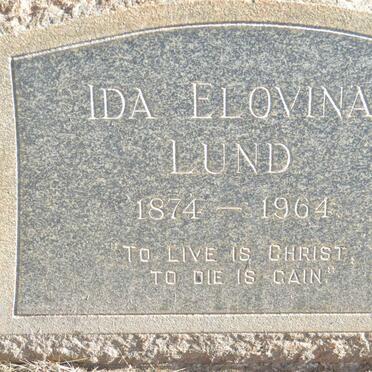 IDA ELOVINA
LUND
1874 – 1964
"TO LIVE IS CHRIST,
TO DIE IS GAIN."